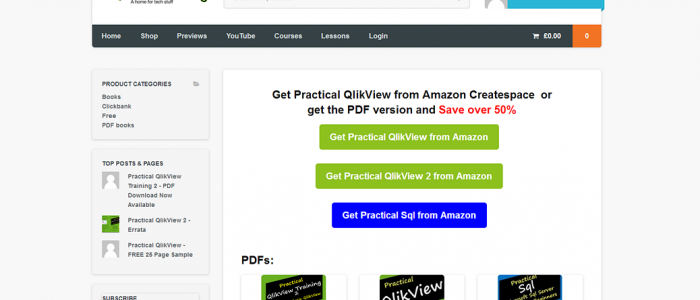 A home for tech stuff
Home Shop Previews YouTube Courses Lessons Login £0.00 0
PRODUCT CATEGORIES
Books
Clickbank
Free
PDF books
TOP POSTS & PAGES
Practical QlikView
Training 2 - PDF
Download Now
Available
Practical QlikView 2 -
Errata
Practical QlikView -
FREE 25 Page Sample
SUBSCRIBE
Get Practical QlikView from Amazon Createspace or
get the PDF version and Save over 50%
Get Practical QlikView from Amazon
Get Practical QlikView 2 from Amazon
Get Practical Sql from Amazon
PDFs:
Practical
QlikView Training
Practical
QlikView
Practical
Sql